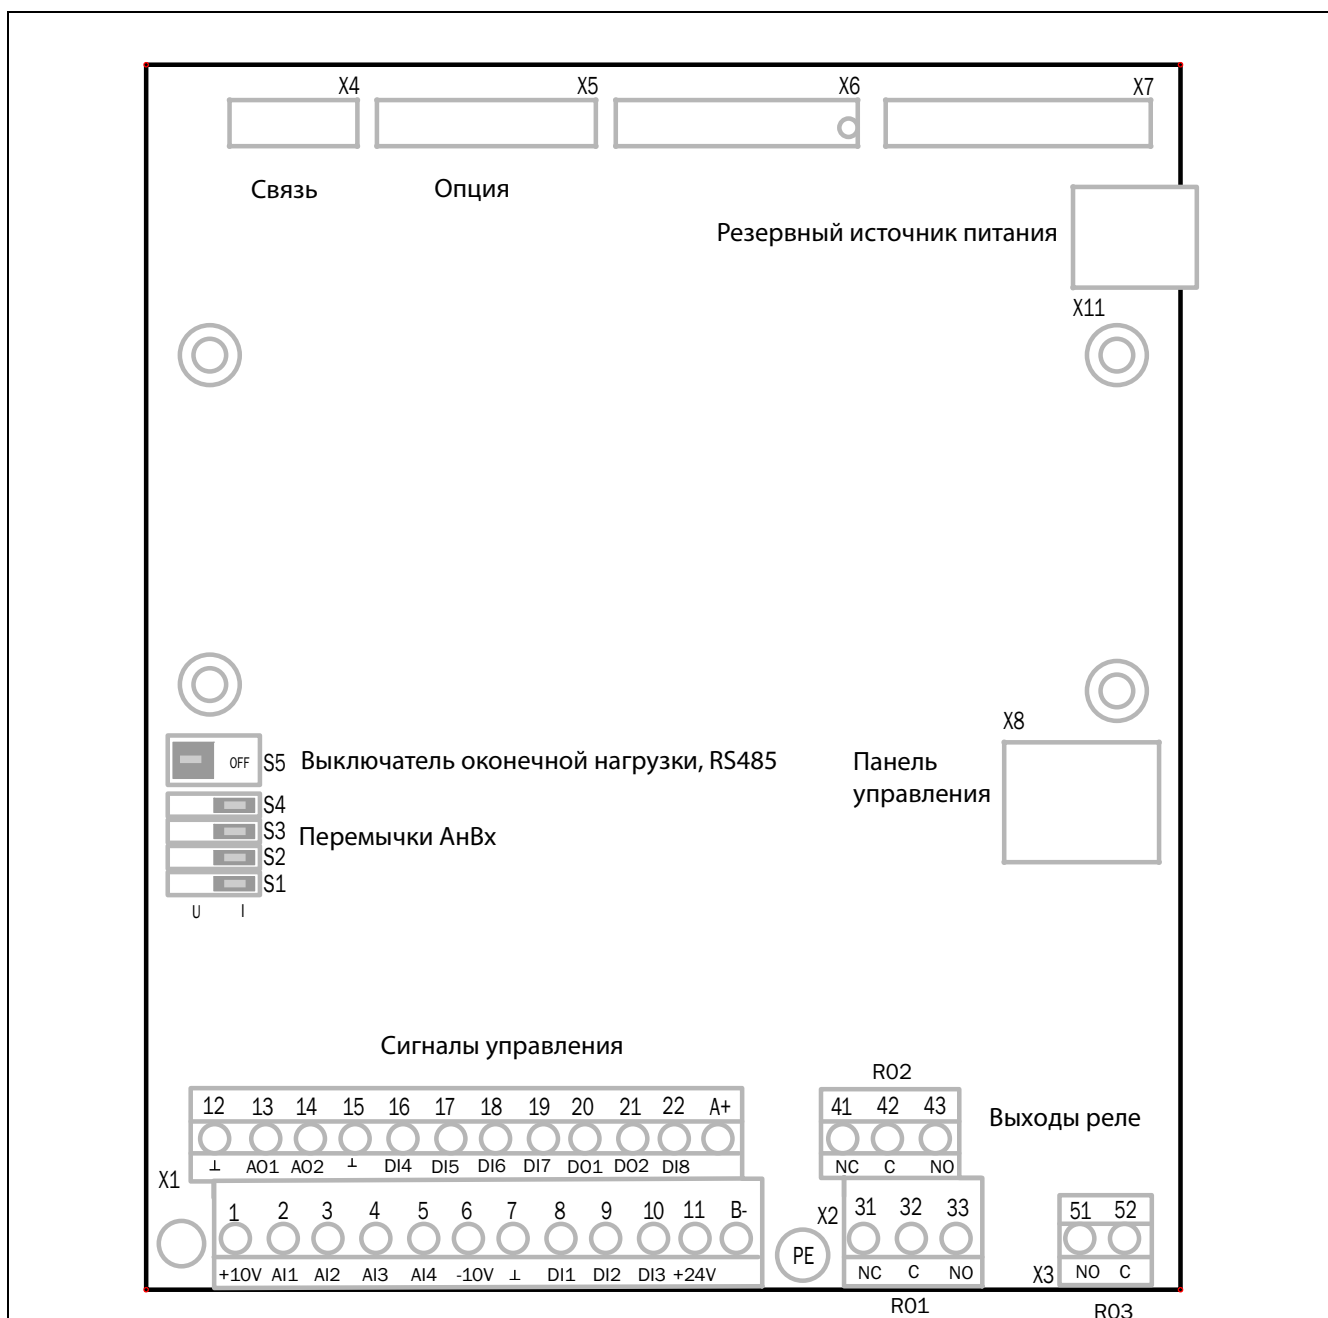 X4 X5 X6 X7
Связь Опция
Резервный источник питания
X11
X8
OFF S5 Выключатель оконечной нагрузки, RS485
Панель
управления
S4
S3
Перемычки АнВх
S2
S1
U I
Сигналы управления
RO2
12 13 14 15 16 17 18 19 20 21 22 A+
41 42 43
Выходы реле
⊥ AO1 AO2 ⊥ DI4 DI5 DI6 DI7 DO1 DO2 DI8
NC C NO
X1
1 2 3 4 5 6 7 8 9 10 11 B-
X2
31 32 33
51 52
PE
+10V AI1 AI2 AI3 AI4 -10V ⊥ DI1 DI2 DI3 +24V
NC C NO
X3
NO C
RO1
RO3